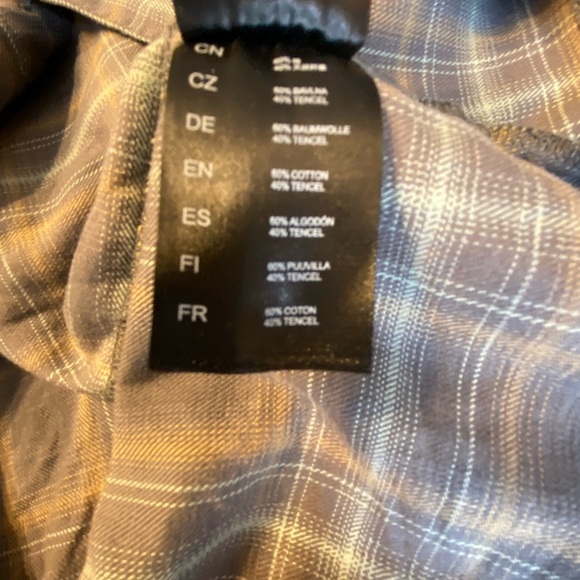 CN
CZ
60% BAVLNA
40% TENCEL
DE
60% BAUMWOLLE
40% TENCEL
EN
60% COTTON
40% TENCEL
ES
60% ALGODÓN
40% TENCEL
FI
60% PUUVILLA
40% TENCEL
FR
60% COTON
40% TENCEL